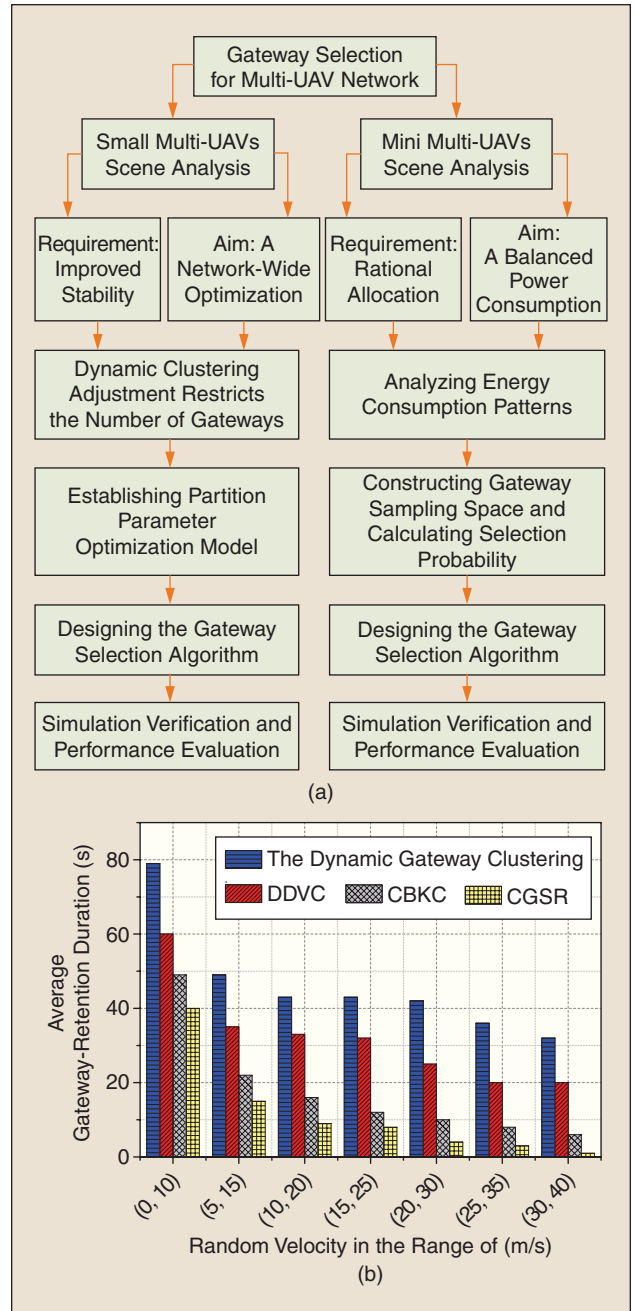 Gateway Selection
for Multi-UAV Network
Small Multi-UAVs
Scene Analysis
Mini Multi-UAVs
Scene Analysis
Requirement:
Improved
Stability
Aim: A
Network-Wide
Optimization
Requirement:
Rational
Allocation
Aim:
A Balanced
Power
Consumption
Dynamic Clustering
Adjustment Restricts
the Number of Gateways
Analyzing Energy
Consumption Patterns
Establishing Partition
Parameter
Optimization Model
Constructing Gateway
Sampling Space and
Calculating Selection
Probability
Designing the Gateway
Selection Algorithm
Designing the Gateway
Selection Algorithm
Simulation Verification and
Performance Evaluation
Simulation Verification and
Performance Evaluation
(a)
Average
Gateway-Retention Duration (s)
80
60
40
20
0
The Dynamic Gateway Clustering
DDVC CBKC CGSR
(0, 10)
(5, 15)
(10, 20)
(15, 25)
(20, 30)
(25, 35)
(30, 40)
Random Velocity in the Range of (m/s)
(b)